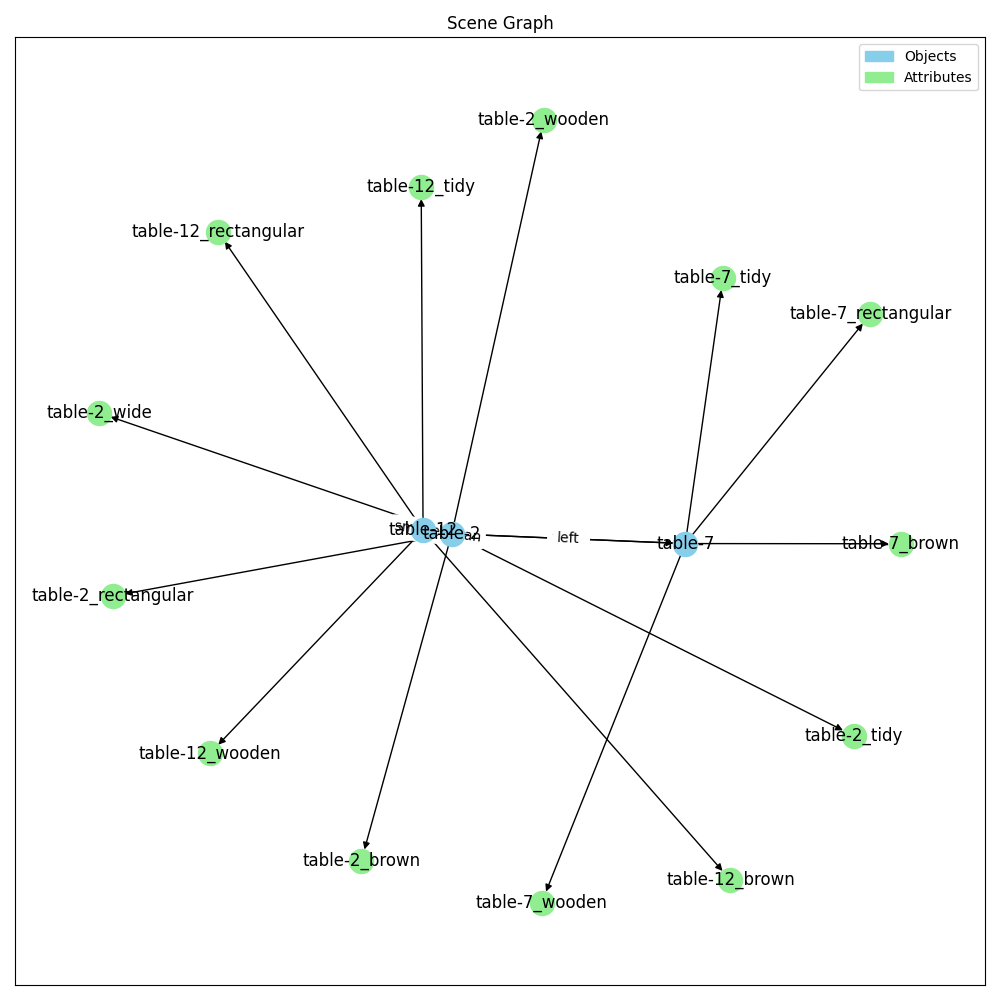 Scene Graph
Objects
Attributes
table-2_wooden
table-12_tidy
table-12_rectangular
table-7_tidy
table-7_rectangular
table-2_wide
table-12
table-2
left
table-7
table-7_brown
table-2_rectangular
table-2_tidy
table-12_wooden
table-2_brown
table-12_brown
table-7_wooden